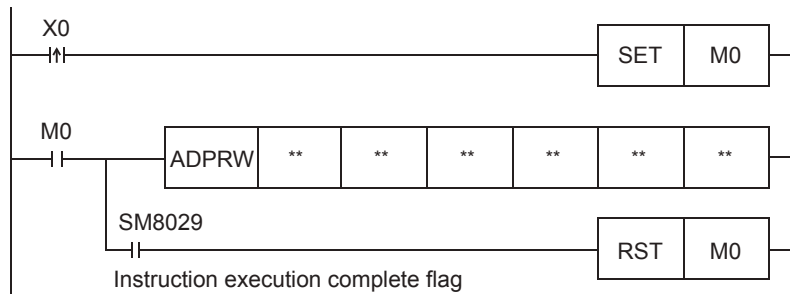 X0
SET M0
M0
ADPRW ** ** ** ** ** **
SM8029
RST M0
Instruction execution complete flag